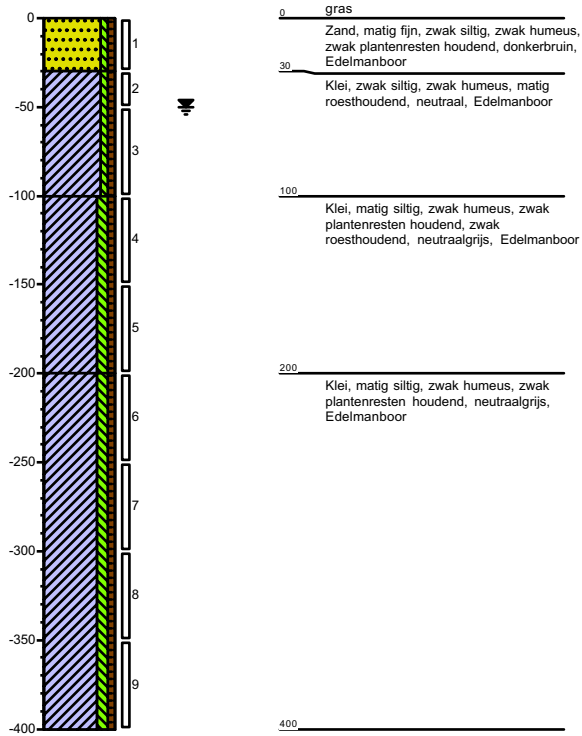 0
-50
-100
-150
-200
-250
-300
-350
-400
1
2
3
4
5
6
7
8
9
0
gras
Zand, matig fijn, zwak siltig, zwak humeus,
zwak plantenresten houdend, donkerbruin,
Edelmanboor
30
Klei, zwak siltig, zwak humeus, matig
roesthoudend, neutraal, Edelmanboor
100
Klei, matig siltig, zwak humeus, zwak
plantenresten houdend, zwak
roesthoudend, neutraalgrijs, Edelmanboor
200
Klei, matig siltig, zwak humeus, zwak
plantenresten houdend, neutraalgrijs,
Edelmanboor
400